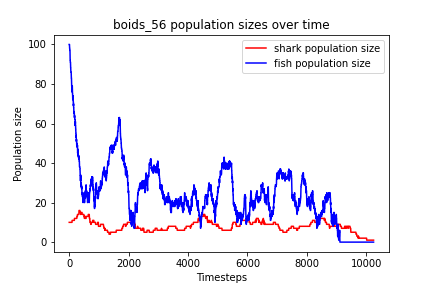 boids_56 population sizes over time
shark population size
fish population size
Population size
100
80
60
40
20
0
0
2000
4000
6000
8000
10000
Timesteps